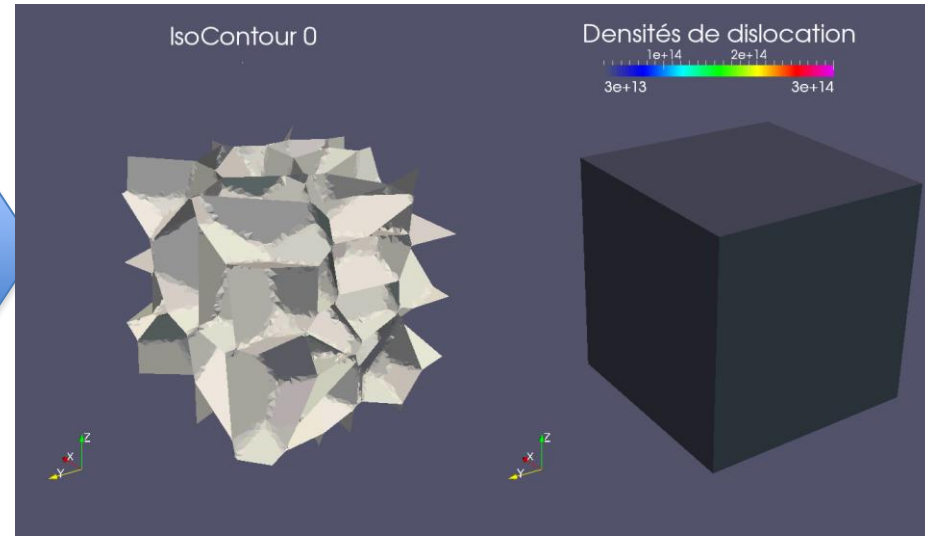 IsoContour 0
Densités de dislocation
1e+14 2e+14
3e+13 3e+14
Z
X
Y
Z
X
Y